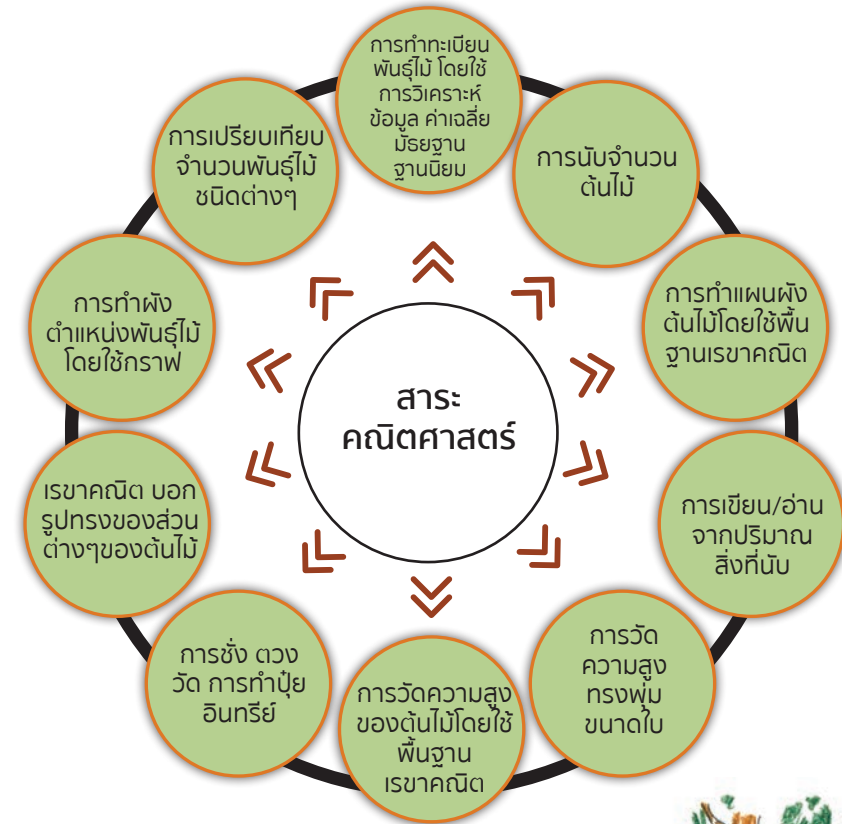 การทำทะเบียน
พันธุ์ไม้ โดยใช้
การวิเคราะห์
ข้อมูล ค่าเฉลี่ย
มัธยฐาน
ฐานนิยม
การนับจำนวน
ต้นไม้
การทำแผนผัง
ต้นไม้โดยใช้พื้น
ฐานเรขาคณิต
การเขียน/อ่าน
จากปริมาณ
สิ่งที่นับ
การวัด
ความสูง
ทรงพุ่ม
ขนาดใบ
การวัดความสูง
ของต้นไม้โดยใช้
พื้นฐาน
เรขาคณิต
การชั่ง ตวง
วัด การทำปุ๋ย
อินทรีย์
เรขาคณิต บอก
รูปทรงของส่วน
ต่างๆของต้นไม้
การทำผัง
ตำแหน่งพันธุ์ไม้
โดยใช้กราฟ
การเปรียบเทียบ
จำนวนพันธุ์ไม้
ชนิดต่างๆ
สาระ
คณิตศาสตร์